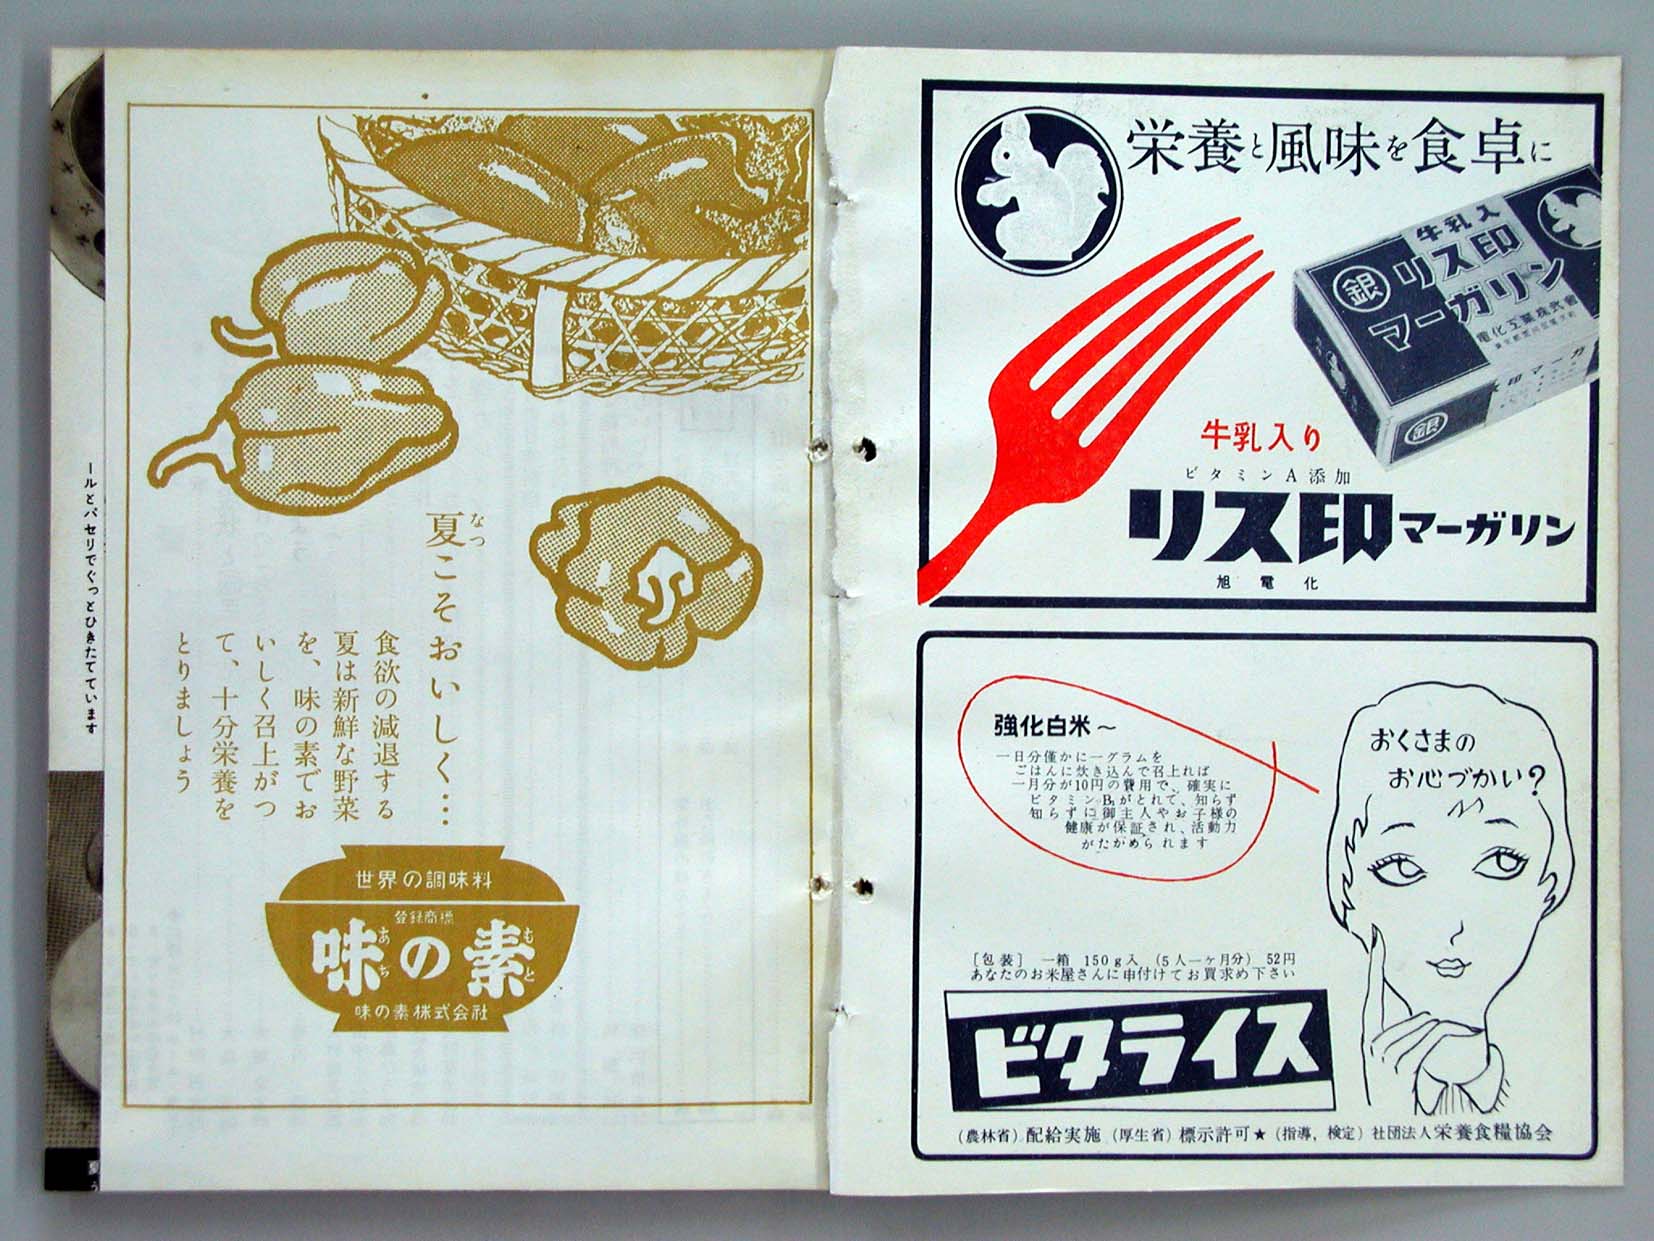 ールとパセリでぐっとひきたてています
夏こそおいしく…
なつ
食欲の減退する
夏は新鮮な野菜
を、味の素でお
いしく召上がっ
て、十分栄養を
とりましょう
世界の調味料
登録商標
味の素
あぢ
もと
味の素株式会社
栄養と風味を食卓に
牛乳入
銀 リス印
マーガリン
電化工業株式會
銀
牛乳入り
ビタミンA添加
リス印マーガリン
旭電化
強化白米～
一日分僅かに一グラムを
ごはんに炊き込んで召上れば
一月分が10円の費用で、確実に
ビタミンB₁がとれて、知らず
知らずに御主人やお子様の
健康が保証され、活動力
がたかめられます
おくさまの
お心づかい？
［包装］ 一箱 150g入 (5人一ヶ月分) 52円
あなたのお米屋さんに申付けてお買求め下さい
ビタライス
(農林省) 配給実施 (厚生省) 標示許可★(指導，検定) 社団法人栄養食糧協会